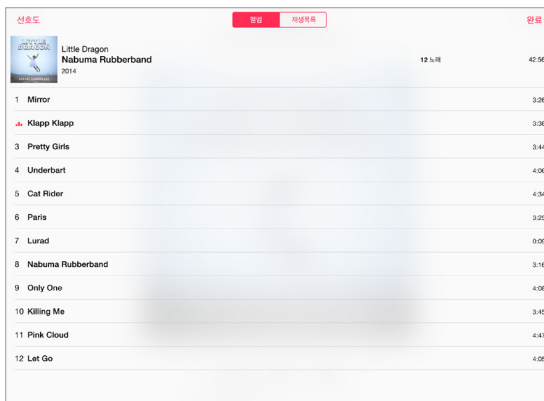 선호도 앨범 재생목록 완료
LITTLE DRAGON
Little Dragon
Nabuma Rubberband
2014
12 노래 42:56
1 Mirror 3:26
Klapp Klapp 3:38
3 Pretty Girls 3:44
4 Underbart 4:06
5 Cat Rider 4:34
6 Paris 3:25
7 Lurad 0:09
8 Nabuma Rubberband 3:16
9 Only One 4:08
10 Killing Me 3:45
11 Pink Cloud 4:47
12 Let Go 4:05